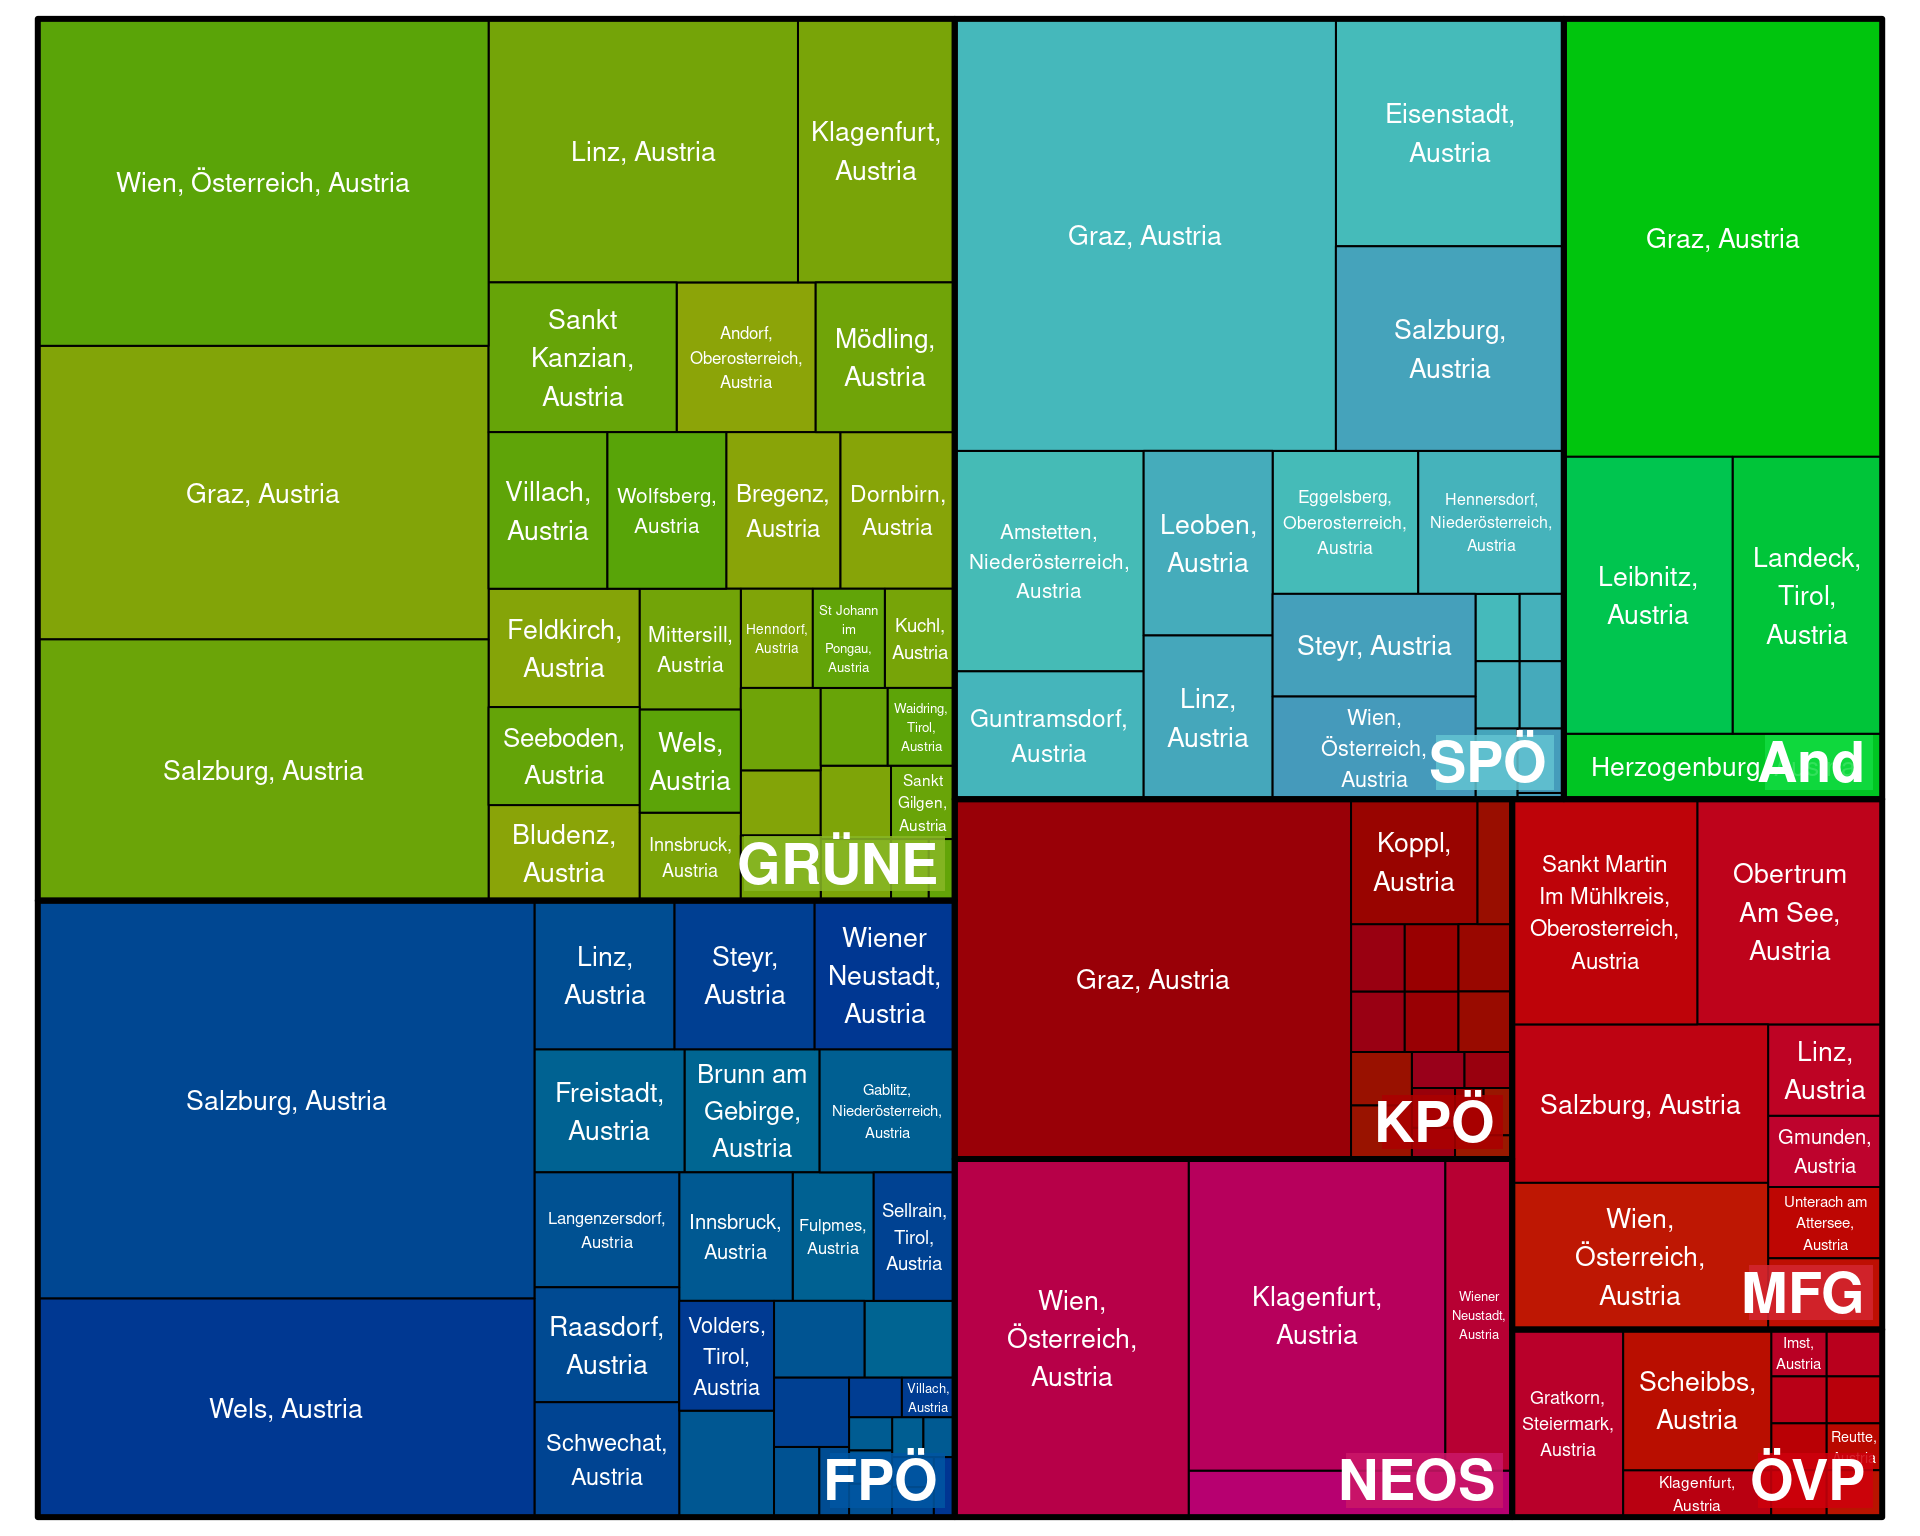 Wien, Österreich, Austria
Graz, Austria
Salzburg, Austria
Linz, Austria
Klagenfurt,
Austria
Sankt
Kanzian,
Austria
Andorf,
Oberosterreich,
Austria
Mödling,
Austria
Villach,
Austria
Wolfsberg,
Austria
Bregenz,
Austria
Dornbirn,
Austria
Feldkirch,
Austria
Mittersill,
Austria
Henndorf,
Austria
St Johann
im
Pongau,
Austria
Kuchl,
Austria
Seeboden,
Austria
Wels,
Austria
Waidring,
Tirol,
Austria
Sankt
Gilgen,
Austria
Bludenz,
Austria
Innsbruck,
Austria
GRÜNE
Graz, Austria
Eisenstadt,
Austria
Salzburg,
Austria
Amstetten,
Niederösterreich,
Austria
Leoben,
Austria
Eggelsberg,
Oberosterreich,
Austria
Hennersdorf,
Niederösterreich,
Austria
Guntramsdorf,
Austria
Linz,
Austria
Steyr, Austria
Wien,
Österreich,
Austria
SPÖ
Graz, Austria
Leibnitz,
Austria
Landeck,
Tirol,
Austria
Herzogenburg
And
Salzburg, Austria
Wels, Austria
Linz,
Austria
Steyr,
Austria
Wiener
Neustadt,
Austria
Freistadt,
Austria
Brunn am
Gebirge,
Austria
Gablitz,
Niederösterreich,
Austria
Langenzersdorf,
Austria
Innsbruck,
Austria
Fulpmes,
Austria
Sellrain,
Tirol,
Austria
Raasdorf,
Austria
Volders,
Tirol,
Austria
Villach,
Austria
Schwechat,
Austria
FPÖ
Graz, Austria
Koppl,
Austria
KPÖ
Wien,
Österreich,
Austria
Klagenfurt,
Austria
Wiener
Neustadt,
Austria
NEOS
Sankt Martin
Im Mühlkreis,
Oberosterreich,
Austria
Obertrum
Am See,
Austria
Salzburg, Austria
Linz,
Austria
Gmunden,
Austria
Wien,
Österreich,
Austria
Unterach am
Attersee,
Austria
MFG
Gratkorn,
Steiermark,
Austria
Scheibbs,
Austria
Imst,
Austria
Reutte,
Klagenfurt,
Austria
ÖVP